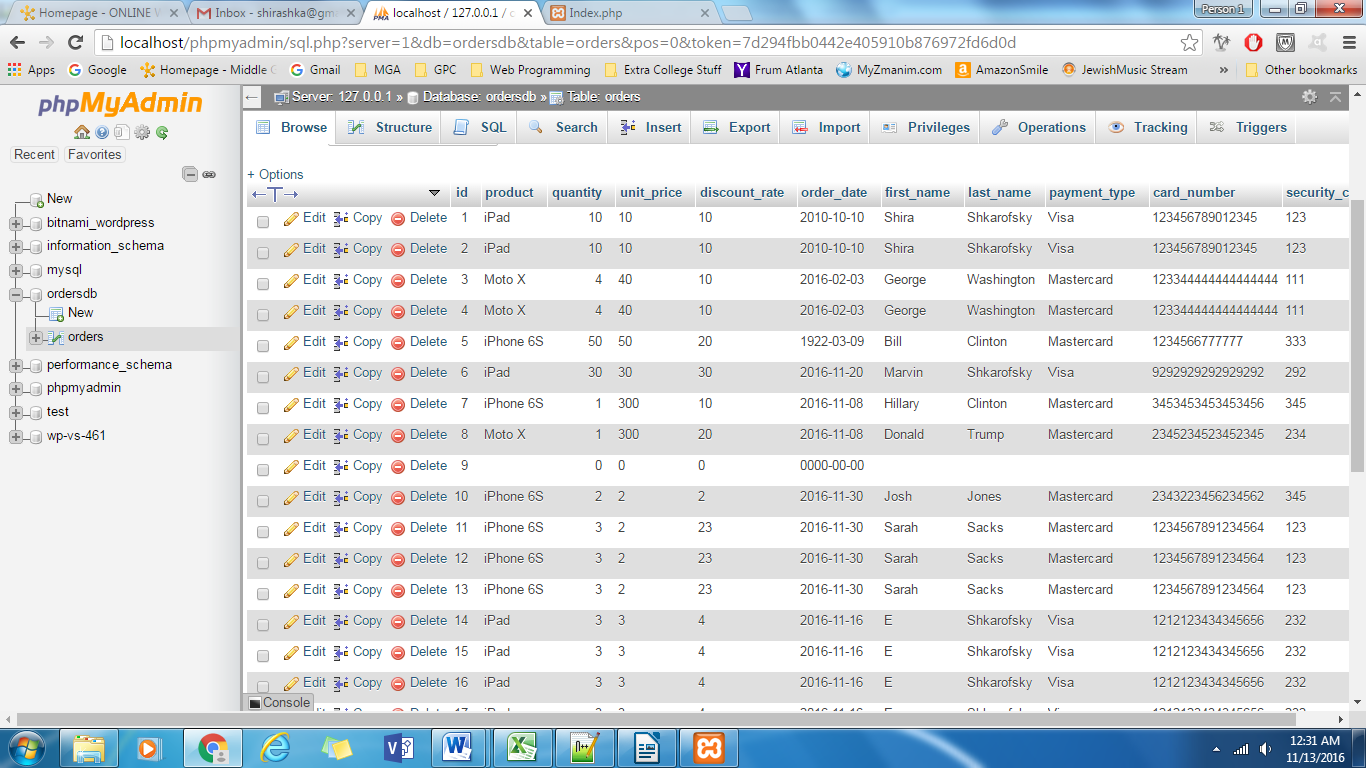 Homepage - ONLINE W
Inbox - shirashka@gma
localhost / 127.0.0.1 / o
Index.php
Person 1
localhost/phpmyadmin/sql.php?server=1&db=ordersdb&table=orders&pos=0&token=7d294fbb0442e405910b876972fd6d0d
Apps Google Homepage - Middle G Gmail MGA GPC Web Programming Extra College Stuff Frum Atlanta MyZmanim.com AmazonSmile JewishMusic Stream » Other bookmarks
phpMyAdmin
Recent Favorites
New
bitnami_wordpress
information_schema
mysql
ordersdb
New
orders
performance_schema
phpmyadmin
test
wp-vs-461
Server: 127.0.0.1 » Database: ordersdb » Table: orders
Browse Structure SQL Search Insert Export Import Privileges Operations Tracking Triggers
+ Options
←T→ id product quantity unit_price discount_rate order_date first_name last_name payment_type card_number security_c
Edit Copy Delete 1 iPad 10 10 10 2010-10-10 Shira Shkarofsky Visa 123456789012345 123
Edit Copy Delete 2 iPad 10 10 10 2010-10-10 Shira Shkarofsky Visa 123456789012345 123
Edit Copy Delete 3 Moto X 4 40 10 2016-02-03 George Washington Mastercard 123344444444444444 111
Edit Copy Delete 4 Moto X 4 40 10 2016-02-03 George Washington Mastercard 123344444444444444 111
Edit Copy Delete 5 iPhone 6S 50 50 20 1922-03-09 Bill Clinton Mastercard 1234566777777 333
Edit Copy Delete 6 iPad 30 30 30 2016-11-20 Marvin Shkarofsky Visa 9292929292929292 292
Edit Copy Delete 7 iPhone 6S 1 300 10 2016-11-08 Hillary Clinton Mastercard 3453453453453456 345
Edit Copy Delete 8 Moto X 1 300 20 2016-11-08 Donald Trump Mastercard 2345234523452345 234
Edit Copy Delete 9 0 0 0 0000-00-00
Edit Copy Delete 10 iPhone 6S 2 2 2 2016-11-30 Josh Jones Mastercard 2343223456234562 345
Edit Copy Delete 11 iPhone 6S 3 2 23 2016-11-30 Sarah Sacks Mastercard 1234567891234564 123
Edit Copy Delete 12 iPhone 6S 3 2 23 2016-11-30 Sarah Sacks Mastercard 1234567891234564 123
Edit Copy Delete 13 iPhone 6S 3 2 23 2016-11-30 Sarah Sacks Mastercard 1234567891234564 123
Edit Copy Delete 14 iPad 3 3 4 2016-11-16 E Shkarofsky Visa 1212123434345656 232
Edit Copy Delete 15 iPad 3 3 4 2016-11-16 E Shkarofsky Visa 1212123434345656 232
Edit Copy Delete 16 iPad 3 3 4 2016-11-16 E Shkarofsky Visa 1212123434345656 232
Console
12:31 AM
11/13/2016